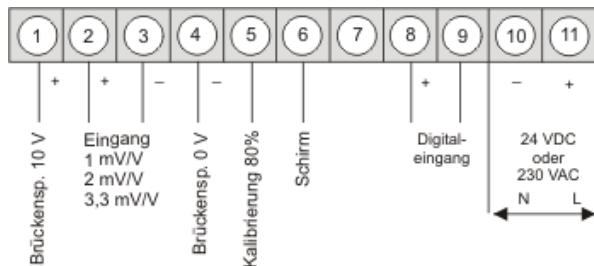 1 2 3 4 5 6 7 8 9 10 11
+ + – – + – +
Brückensp. 10 V
Eingang
1 mV/V
2 mV/V
3,3 mV/V
Brückensp. 0 V
Kalibrierung 80%
Schirm
Digital-
eingang
24 VDC
oder
230 VAC
N L